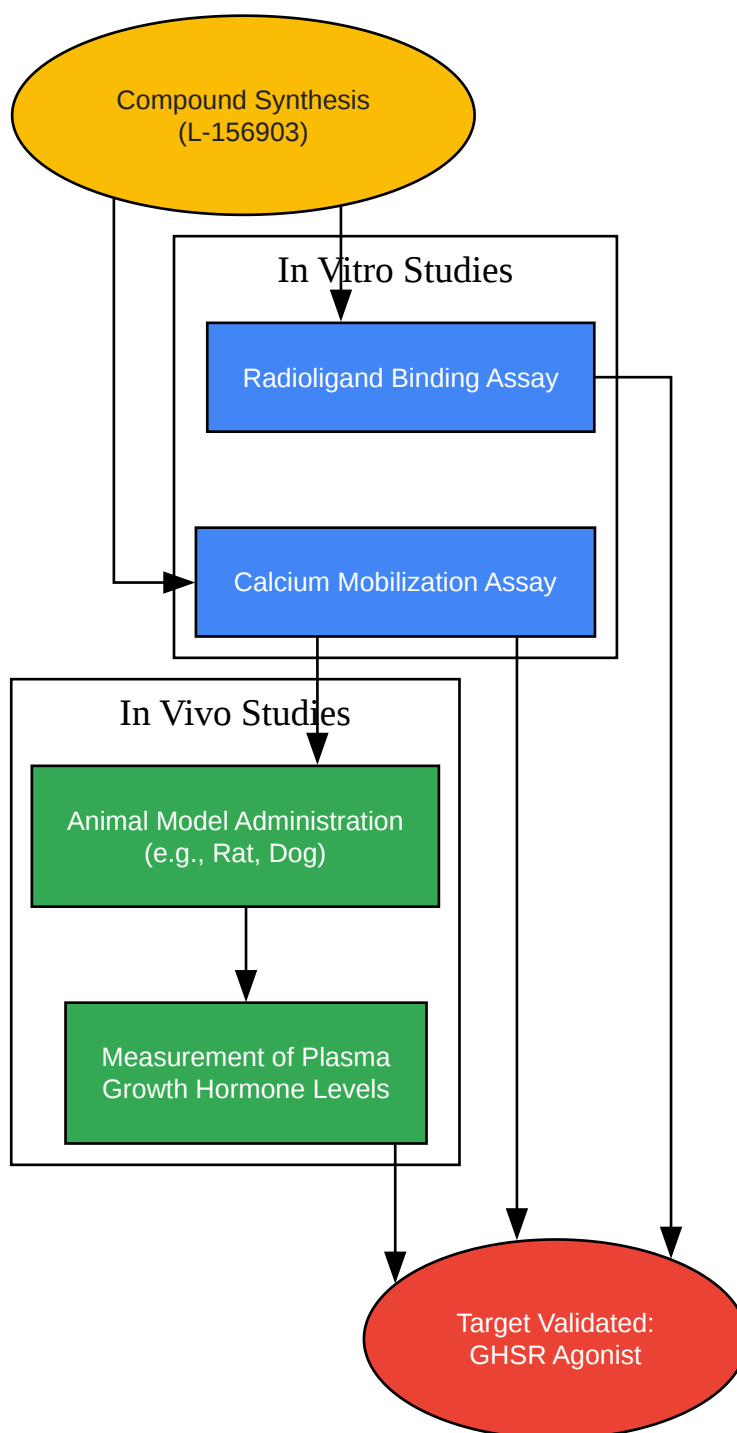 Compound Synthesis
(L-156903)
In Vitro Studies
Radioligand Binding Assay
Calcium Mobilization Assay
In Vivo Studies
Animal Model Administration
(e.g., Rat, Dog)
Measurement of Plasma
Growth Hormone Levels
Target Validated:
GHSR Agonist